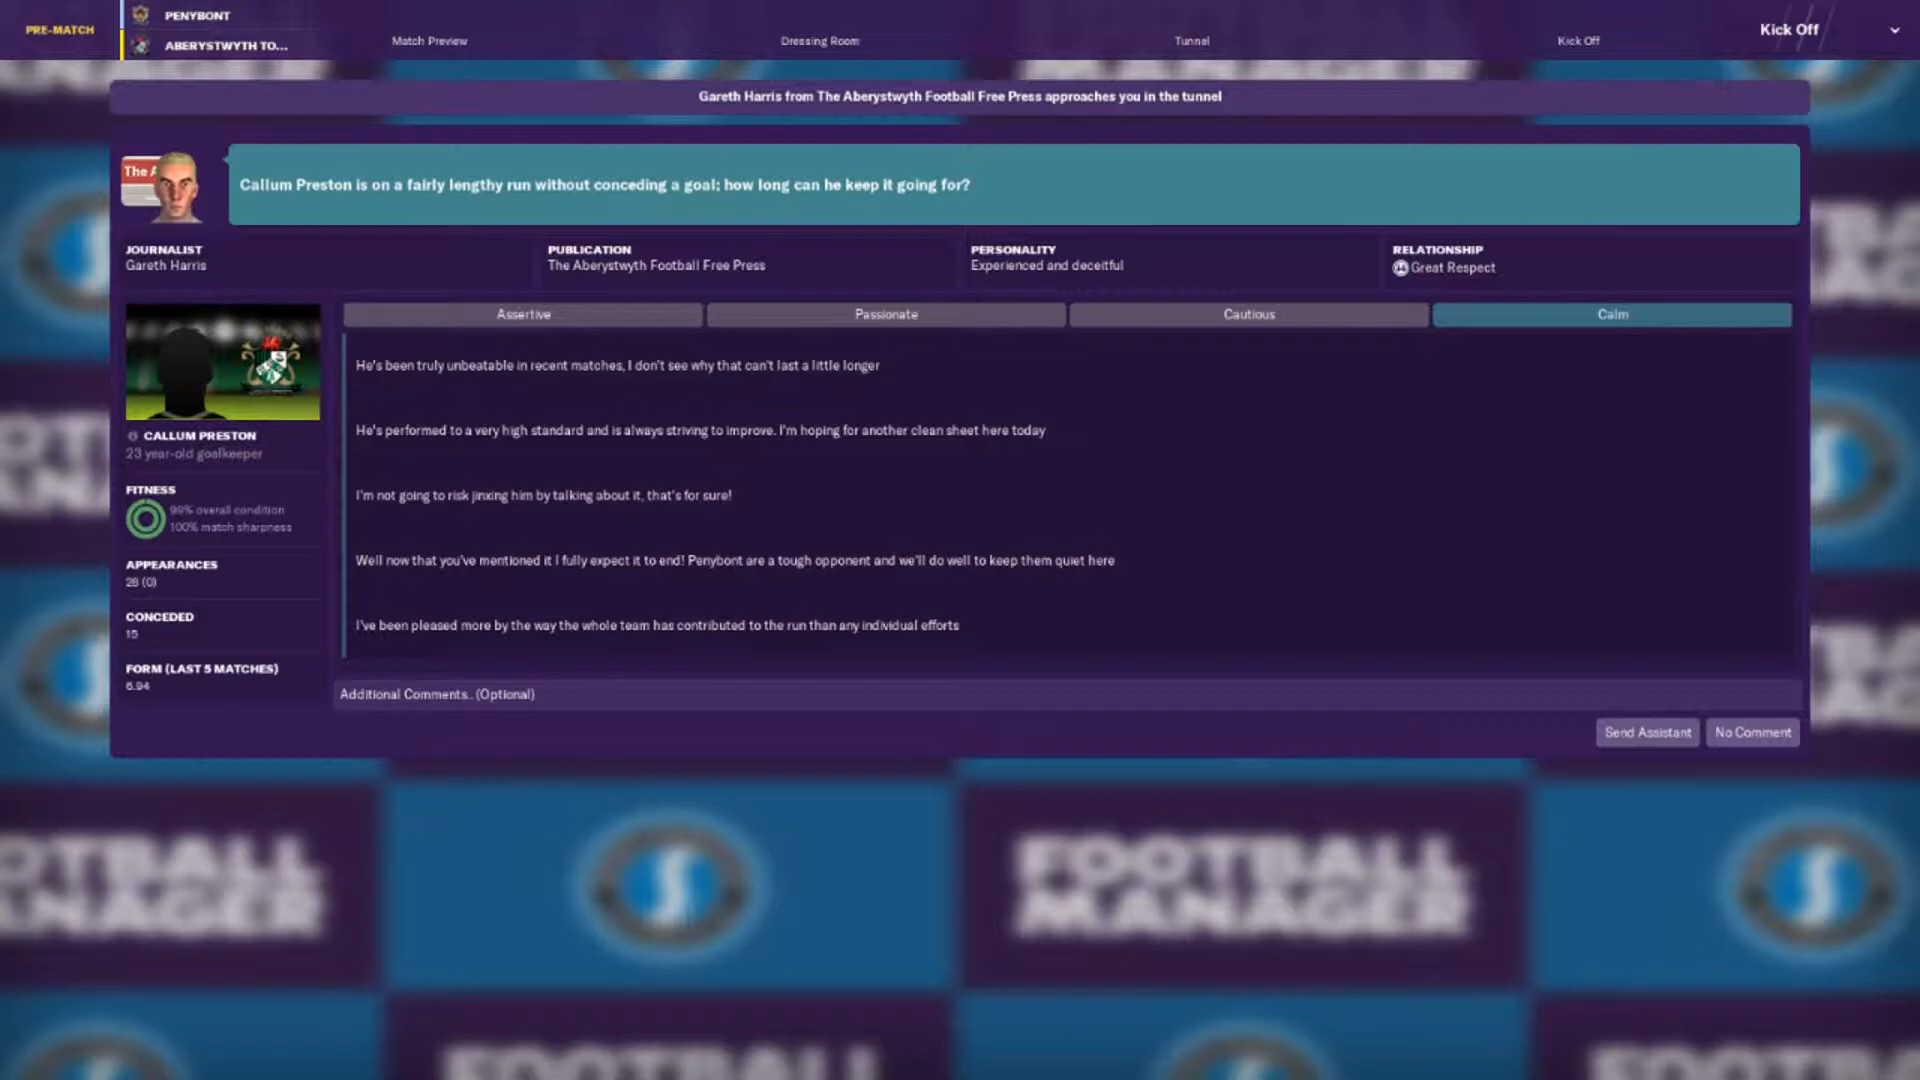 PRE-MATCH
PENYBONT
ABERYSTWYTH TO...
Match Preview
Dressing Room
Tunnel
Kick Off
Kick Off
Gareth Harris from The Aberystwyth Football Free Press approaches you in the tunnel
The A
Callum Preston is on a fairly lengthy run without conceding a goal; how long can he keep it going for?
JOURNALIST
Gareth Harris
PUBLICATION
The Aberystwyth Football Free Press
PERSONALITY
Experienced and deceitful
RELATIONSHIP
Great Respect
Assertive
Passionate
Cautious
Calm
CALLUM PRESTON
23 year-old goalkeeper
FITNESS
99% overall condition
100% match sharpness
APPEARANCES
28 (0)
CONCEDED
15
FORM (LAST 5 MATCHES)
6.94
He's been truly unbeatable in recent matches, I don't see why that can't last a little longer
He's performed to a very high standard and is always striving to improve. I'm hoping for another clean sheet here today
I'm not going to risk jinxing him by talking about it, that's for sure!
Well now that you've mentioned it I fully expect it to end! Penybont are a tough opponent and we'll do well to keep them quiet here
I've been pleased more by the way the whole team has contributed to the run than any individual efforts
Additional Comments.. (Optional)
Send Assistant
No Comment
FOOTBALL
MANAGER